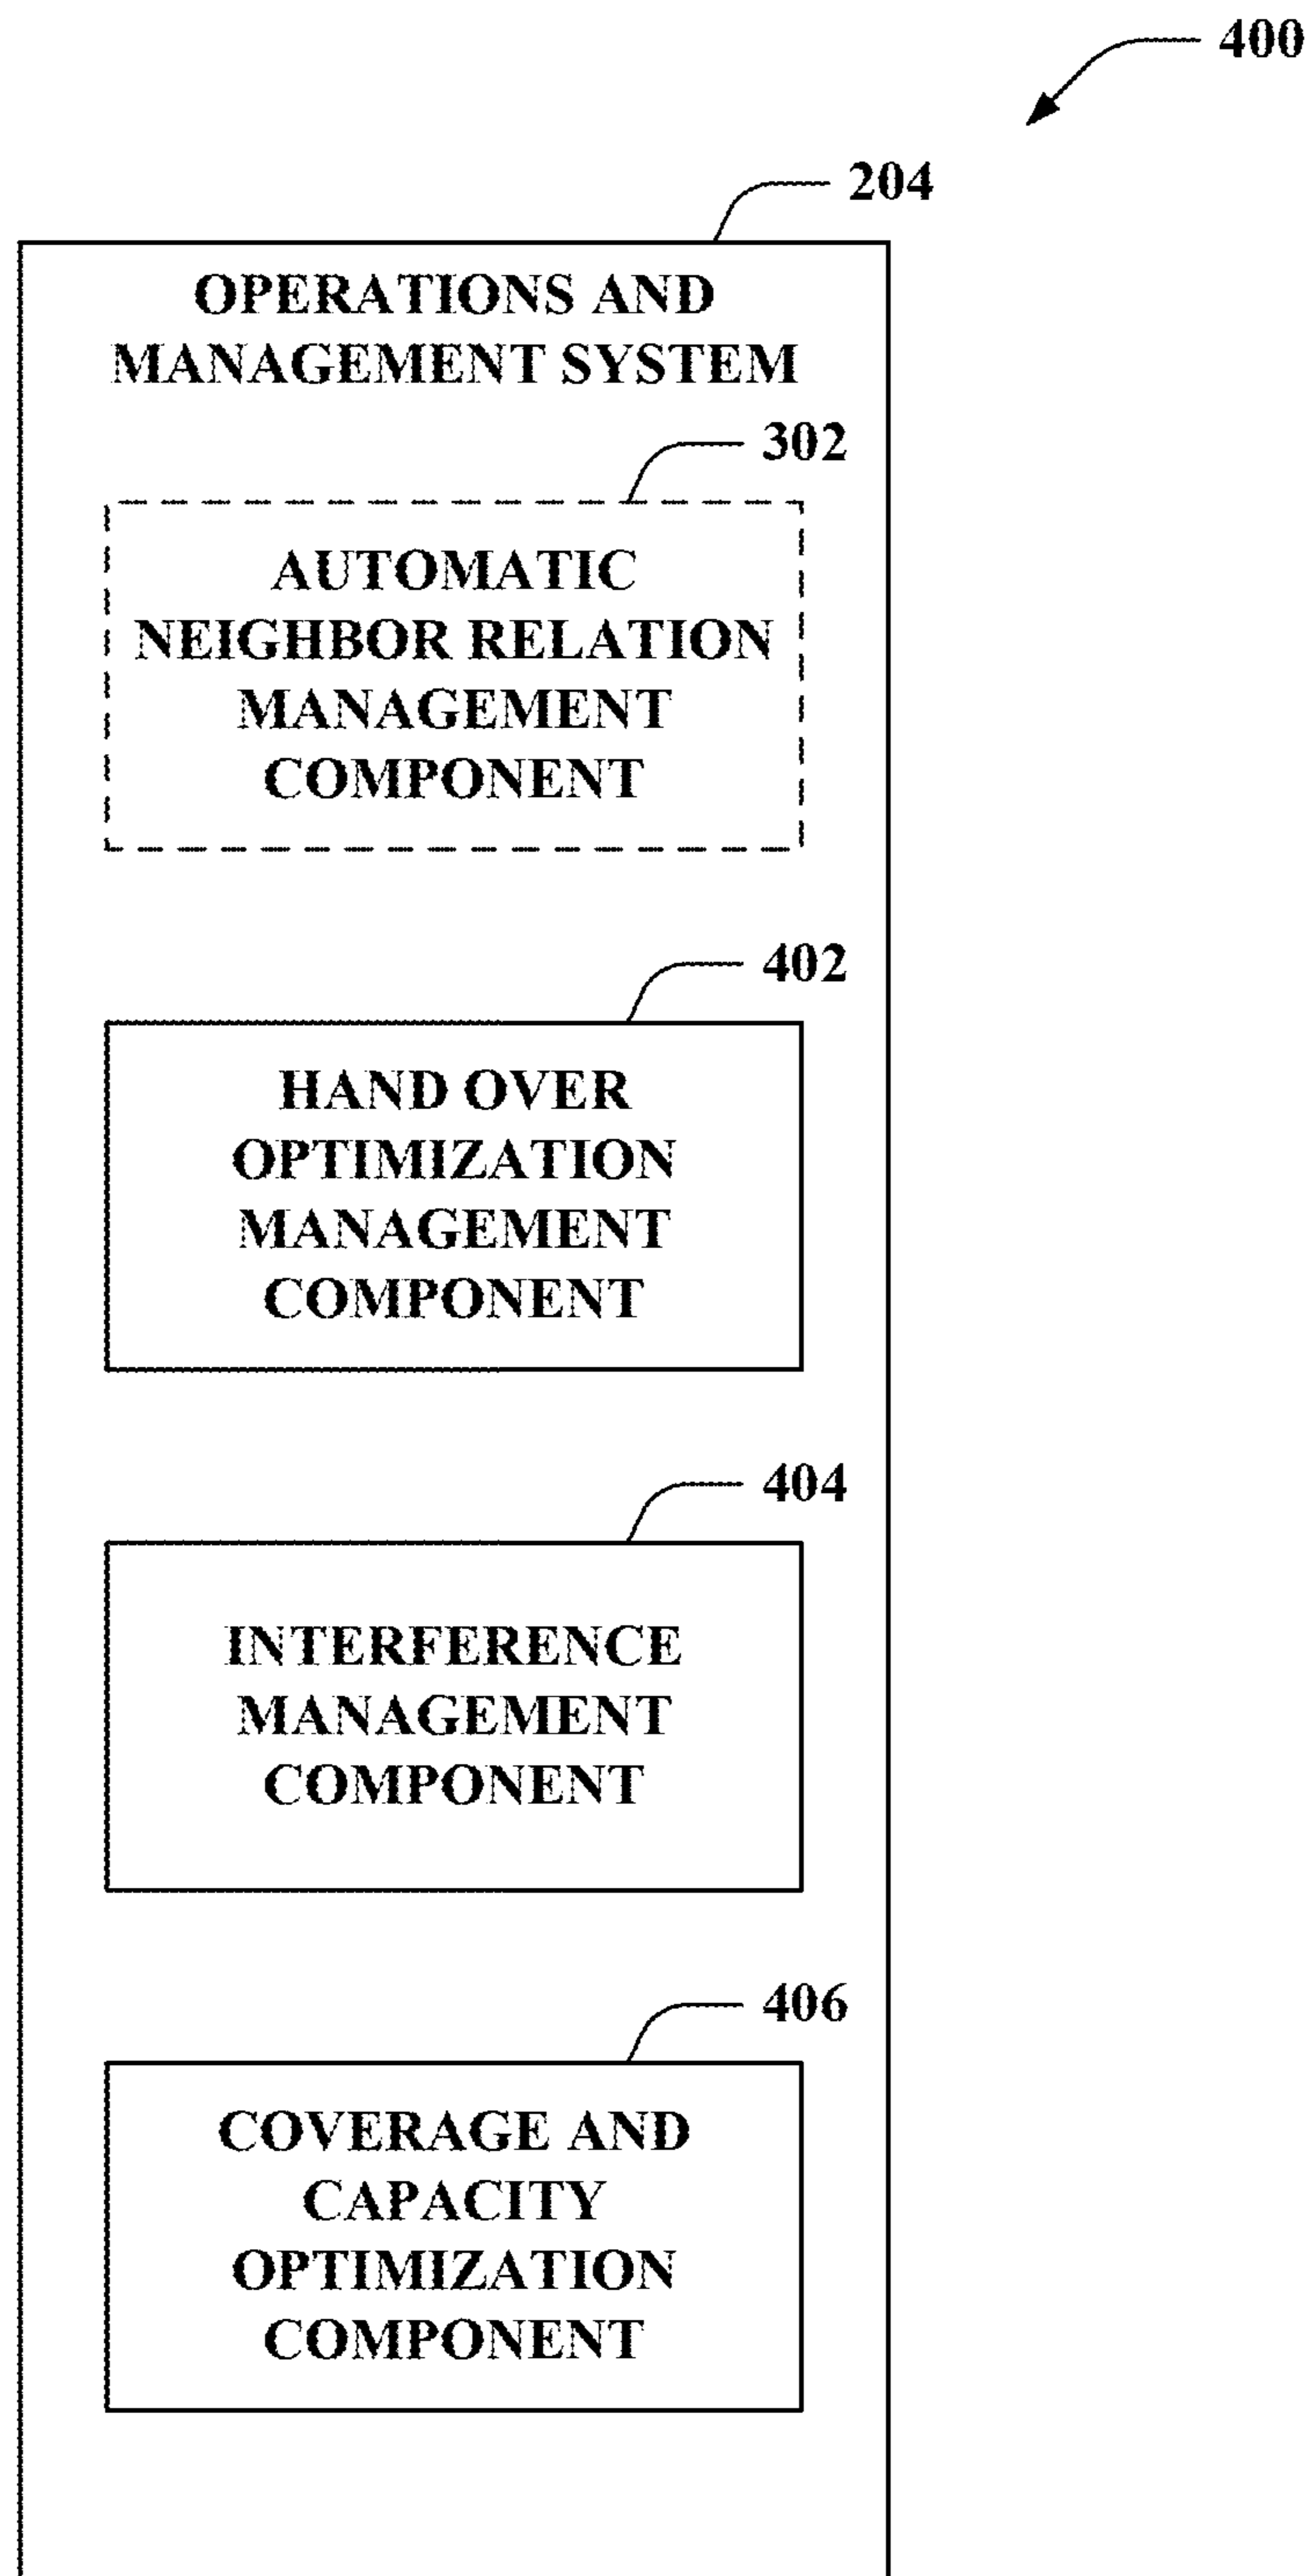 400
204
OPERATIONS AND
MANAGEMENT SYSTEM
302
AUTOMATIC
NEIGHBOR RELATION
MANAGEMENT
COMPONENT
402
HAND OVER
OPTIMIZATION
MANAGEMENT
COMPONENT
404
INTERFERENCE
MANAGEMENT
COMPONENT
406
COVERAGE AND
CAPACITY
OPTIMIZATION
COMPONENT